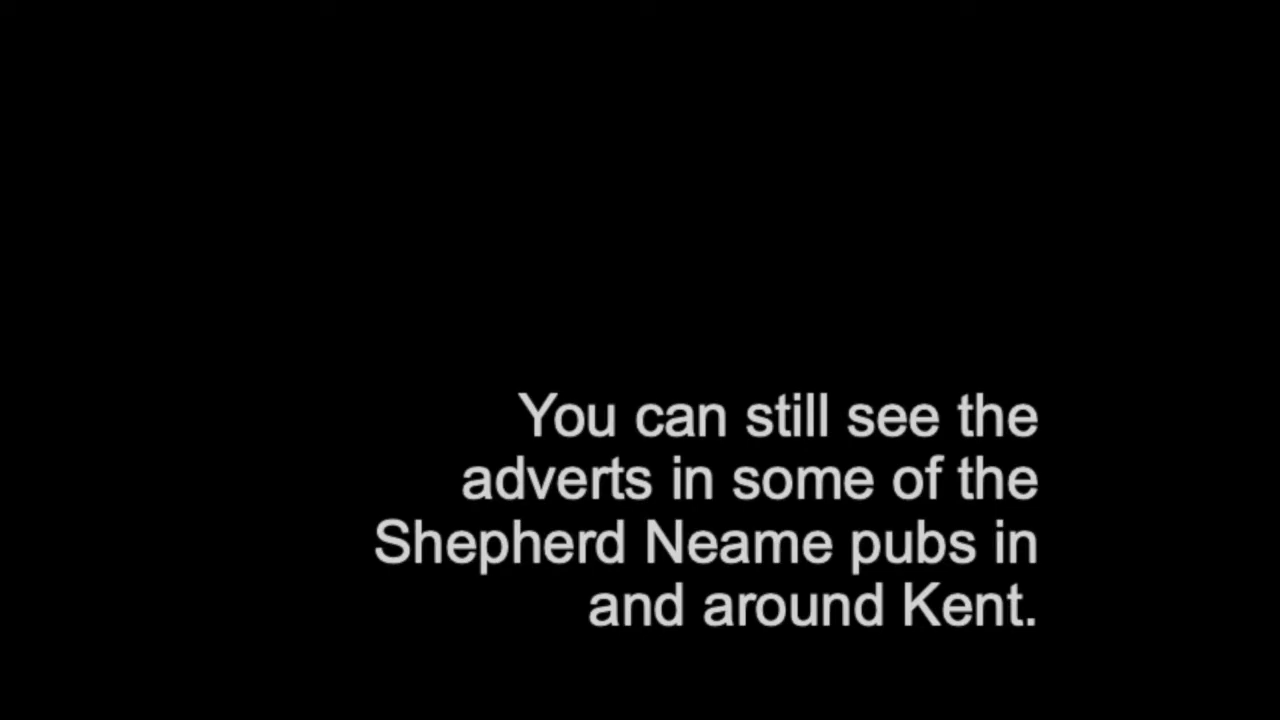 You can still see the
adverts in some of the
Shepherd Neame pubs in
and around Kent.